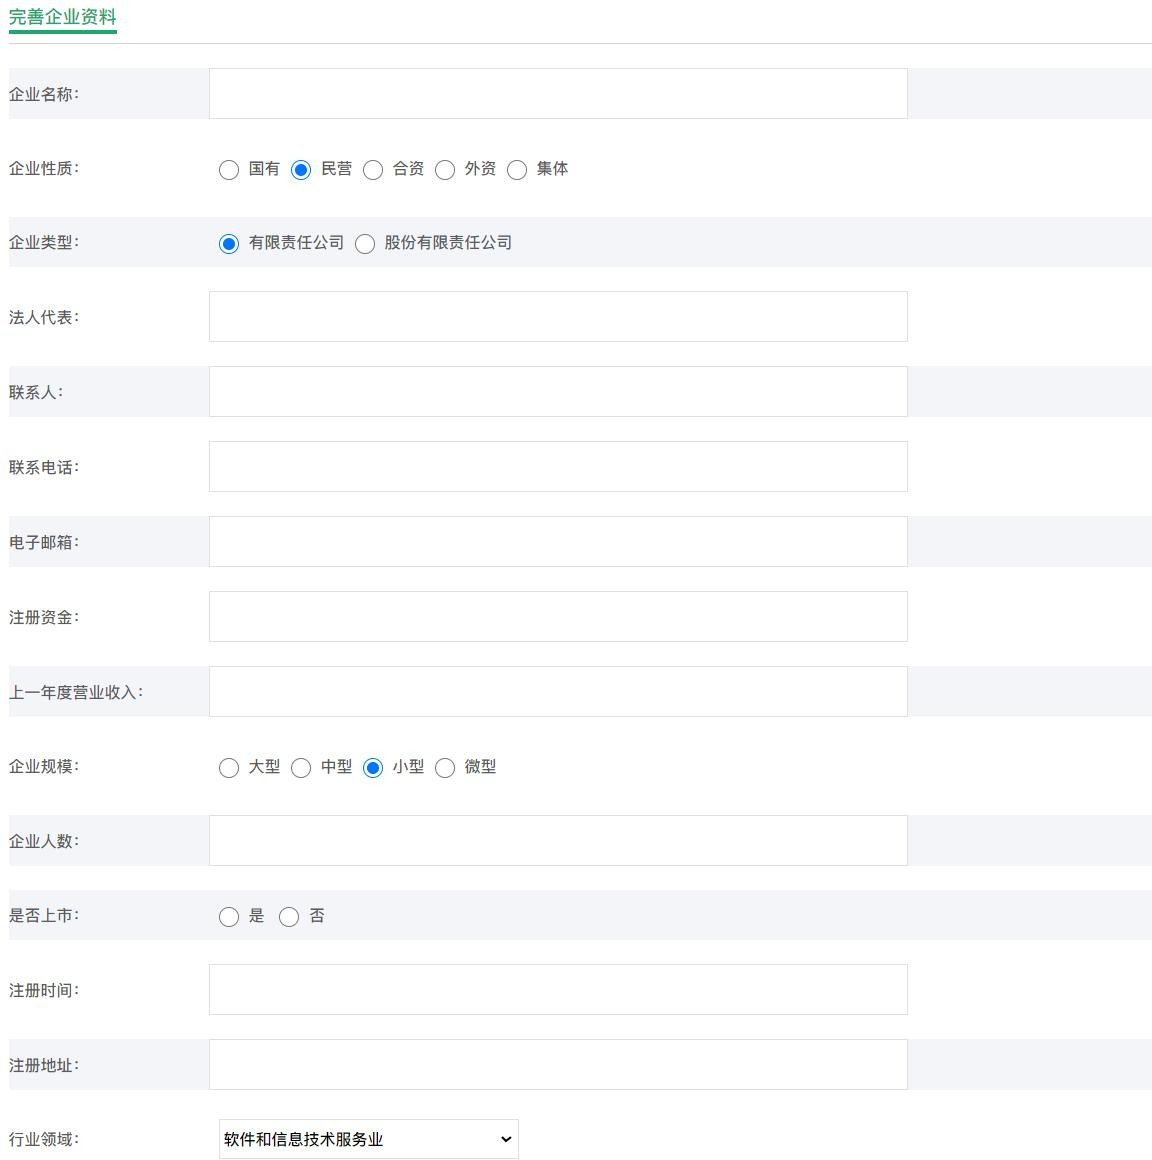 完善企业资料
企业名称：
企业性质： 国有 民营 合资 外资 集体
企业类型： 有限责任公司 股份有限责任公司
法人代表：
联系人：
联系电话：
电子邮箱：
注册资金：
上一年度营业收入：
企业规模： 大型 中型 小型 微型
企业人数：
是否上市： 是 否
注册时间：
注册地址：
行业领域： 软件和信息技术服务业